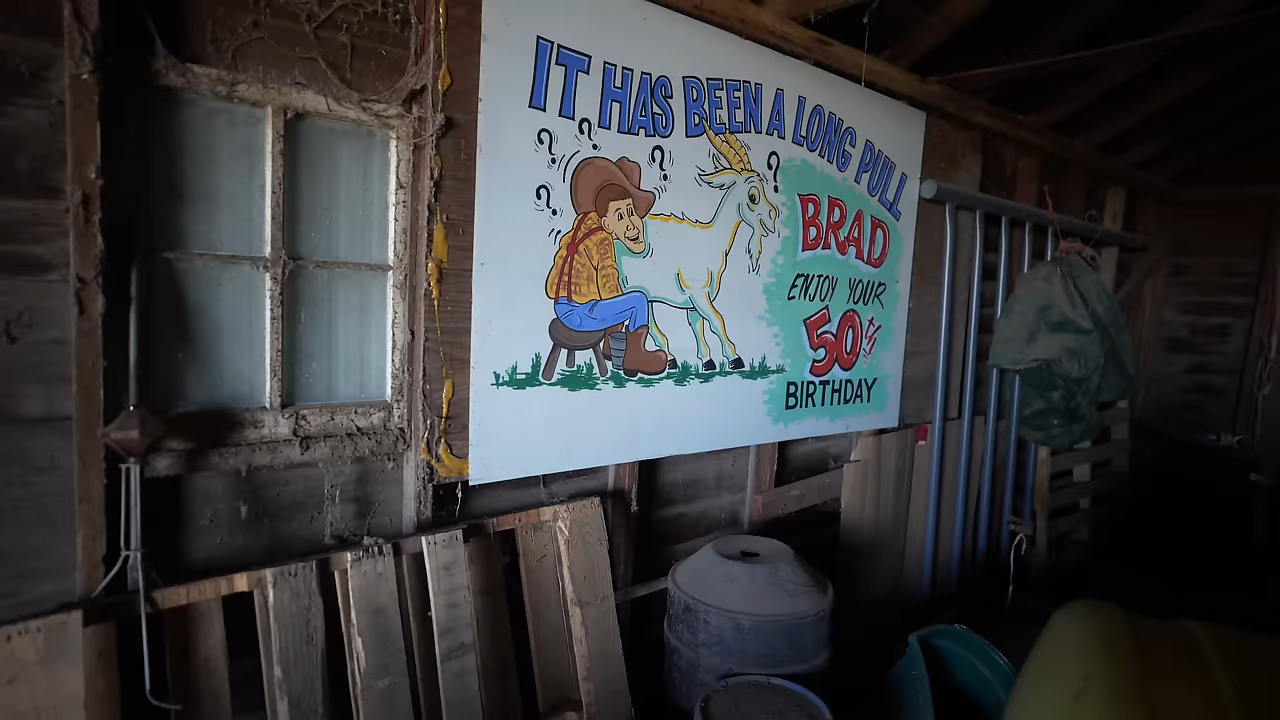 IT HAS BEEN A LONG PULL
BRAD
ENJOY YOUR
50th
BIRTHDAY